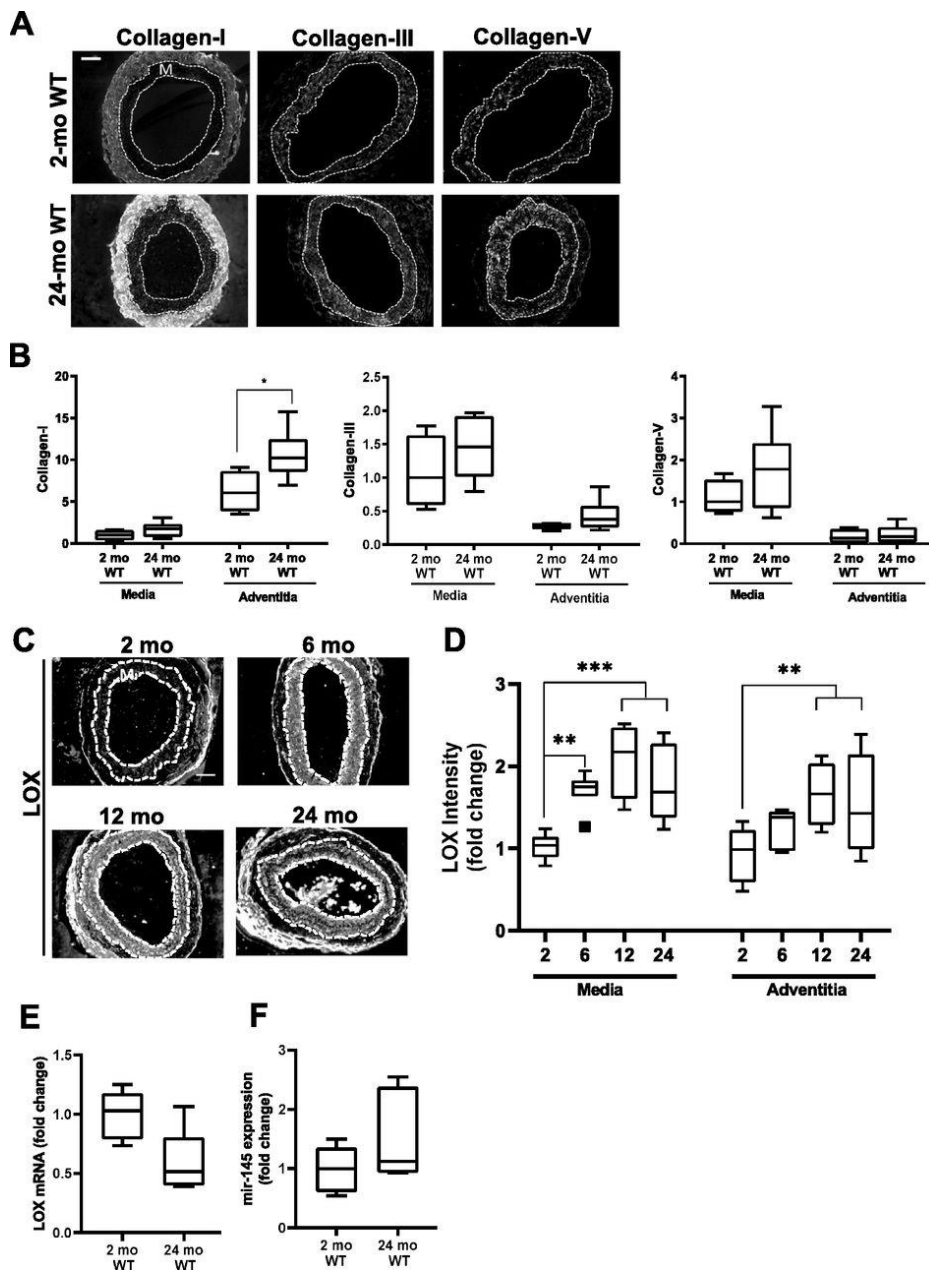 A
Collagen-I
Collagen-III
Collagen-V
2-mo WT
M
24-mo WT
B
Collagen-I
20
15
10
5
0
*
2 mo WT
24 mo WT
2 mo WT
24 mo WT
Media
Adventitia
Collagen-III
2.5
2.0
1.5
1.0
0.5
0.0
2 mo WT
24 mo WT
2 mo WT
24 mo WT
Media
Adventitia
Collagen-V
4
3
2
1
0
2 mo WT
24 mo WT
2 mo WT
24 mo WT
Media
Adventitia
C
LOX
2 mo
6 mo
M
12 mo
24 mo
D
LOX Intensity
(fold change)
3
2
1
0
***
**
**
2 6 12 24
2 6 12 24
Media
Adventitia
E
LOX mRNA (fold change)
1.5
1.0
0.5
0.0
2 mo WT
24 mo WT
F
mir-145 expression
(fold change)
3
2
1
0
2 mo WT
24 mo WT